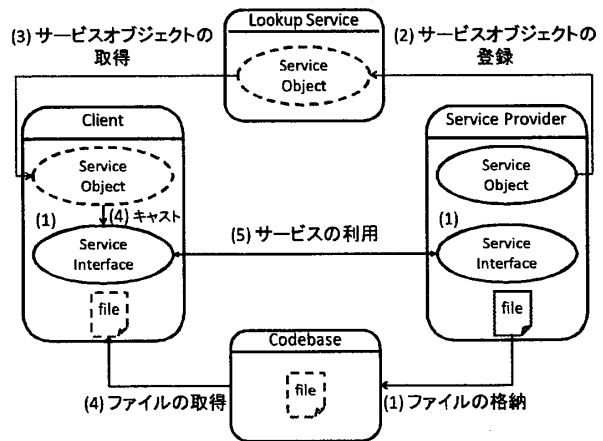 Lookup Service
(3) サービスオブジェクトの
取得
(2) サービスオブジェクトの
登録
Service
Object
Client
Service Provider
Service
Object
Service
Object
(1)
(4) キャスト
(1)
Service
Interface
(5) サービスの利用
Service
Interface
file
file
Codebase
file
(4) ファイルの取得
(1) ファイルの格納